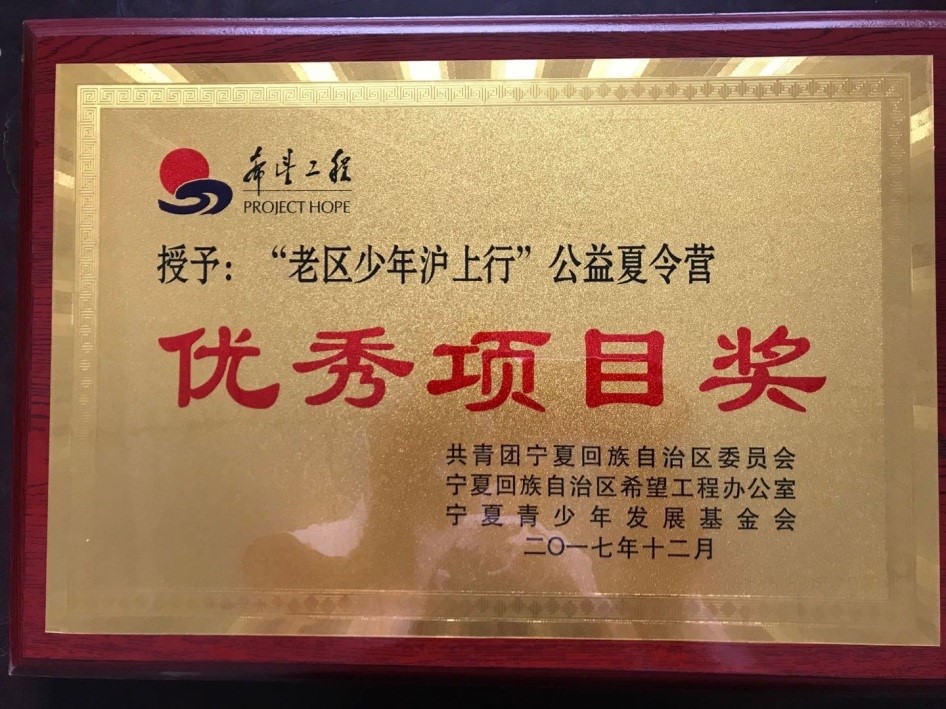 希望工程
PROJECT HOPE
授予：“老区少年沪上行”公益夏令营
优秀项目奖
共青团宁夏回族自治区委员会
宁夏回族自治区希望工程办公室
宁夏青少年发展基金会
二〇一七年十二月